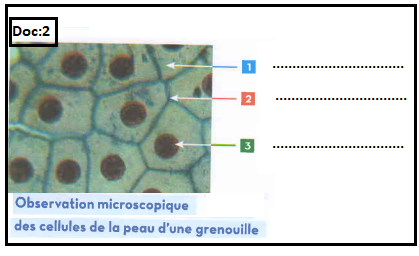 Doc:2
1 ................................
2 ................................
3 ................................
Observation microscopique
des cellules de la peau d'une grenouille